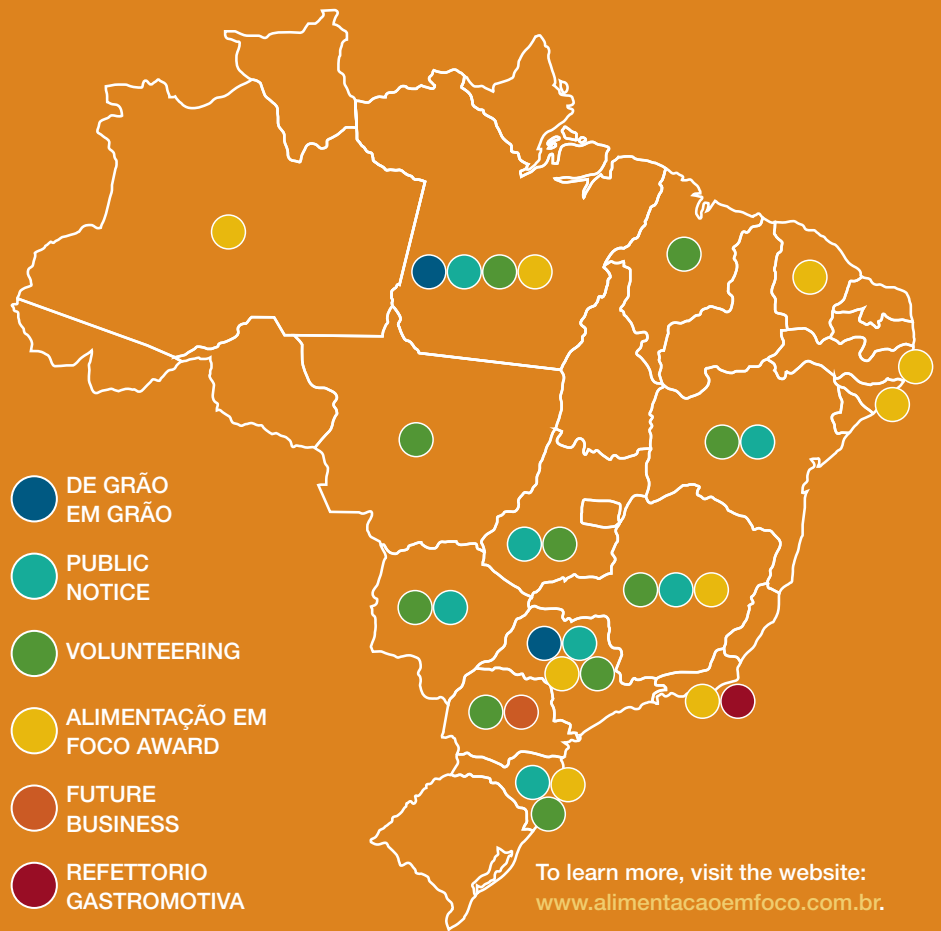 DE GRÃO
EM GRÃO
PUBLIC
NOTICE
VOLUNTEERING
ALIMENTAÇÃO EM
FOCO AWARD
FUTURE
BUSINESS
REFETTORIO
GASTROMOTIVA
To learn more, visit the website:
www.alimentacaoemfoco.com.br.